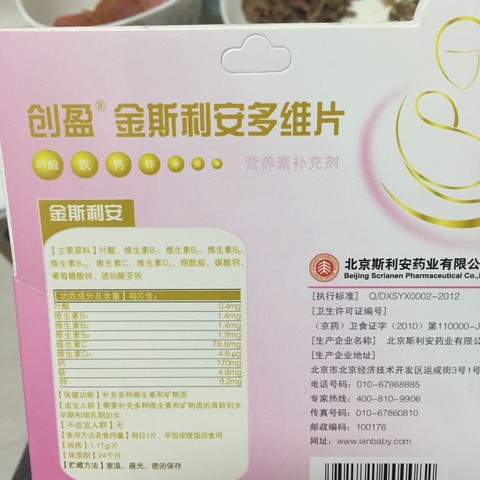 创盈® 金斯利安多维片
叶酸 铁 钙 锌
营养素补充剂
金斯利安
【主要原料】叶酸、维生素B₁、维生素B₂、维生素B₆、
维生素B₁₂、维生素C、维生素D₃、烟酰胺、碳酸钙、
葡萄糖酸锌、琥珀酸亚铁
【功效成分及含量】每片含:
叶酸 0.4mg
维生素B₁ 1.4mg
维生素B₂ 1.4mg
维生素B₆ 1.9mg
维生素C 78.6mg
维生素D₃ 4.6μg
钙 170mg
铁 4.8mg
锌 9.2mg
【保健功能】补充多种维生素和矿物质
【适宜人群】需要补充多种维生素和矿物质的育龄妇女、
孕期和哺乳期妇女
【不适宜人群】无
【食用方法及食用量】每日1片、早饭或晚饭后食用
【规格】1.17g/片
【保质期】24个月
【贮藏方法】室温、避光、密闭保存
北京斯利安药业有限公
Beijing Scrianen Pharmaceutical Co.,
[执行标准] Q/DXSYX0002-2012
[卫生许可证编号]
(京药)卫食证字(2010)第110000-J
[生产企业名称] 北京斯利安药业有限公
[生产企业地址]
北京市北京经济技术开发区运成街3号1号
电话号码: 010-67868885
专家热线: 400-810-9906
传真号码: 010-67860810
邮政编码: 100176
网址: www.ianbaby.com